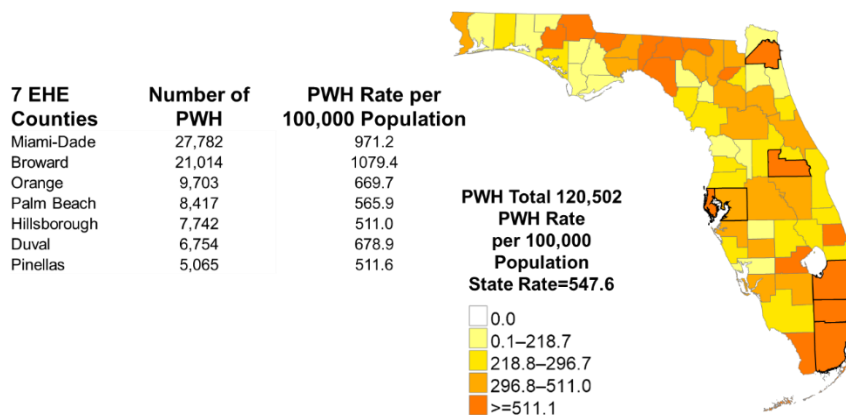 7 EHE Counties Number of PWH PWH Rate per 100,000 Population
Miami-Dade 27,782 971.2
Broward 21,014 1079.4
Orange 9,703 669.7
Palm Beach 8,417 565.9
Hillsborough 7,742 511.0
Duval 6,754 678.9
Pinellas 5,065 511.6
PWH Total 120,502
PWH Rate
per 100,000
Population
State Rate=547.6
0.0
0.1–218.7
218.8–296.7
296.8–511.0
>=511.1